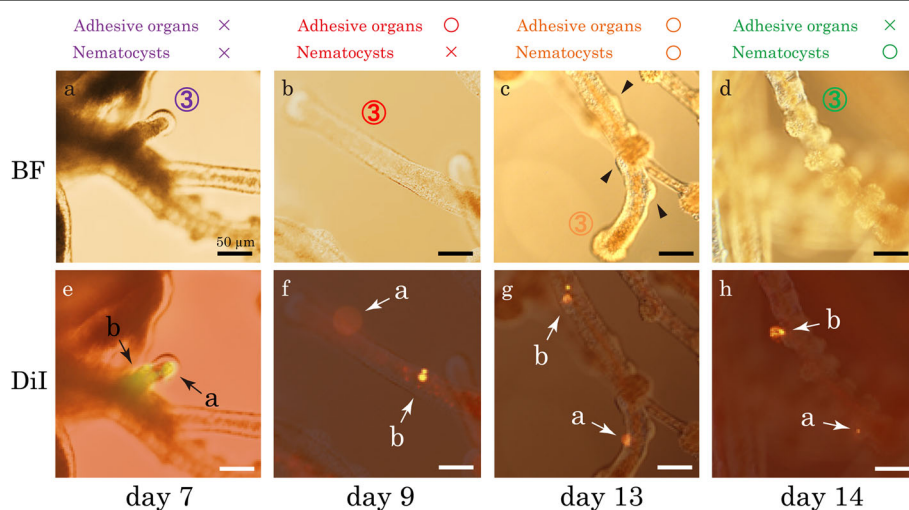 Adhesive organs × Adhesive organs ○ Adhesive organs ○ Adhesive organs ×
Nematocysts × Nematocysts × Nematocysts ○ Nematocysts ○
BF a ③ b ③ c ③ d ③
50 µm
DiI e b a f a b g b a h b a
day 7 day 9 day 13 day 14